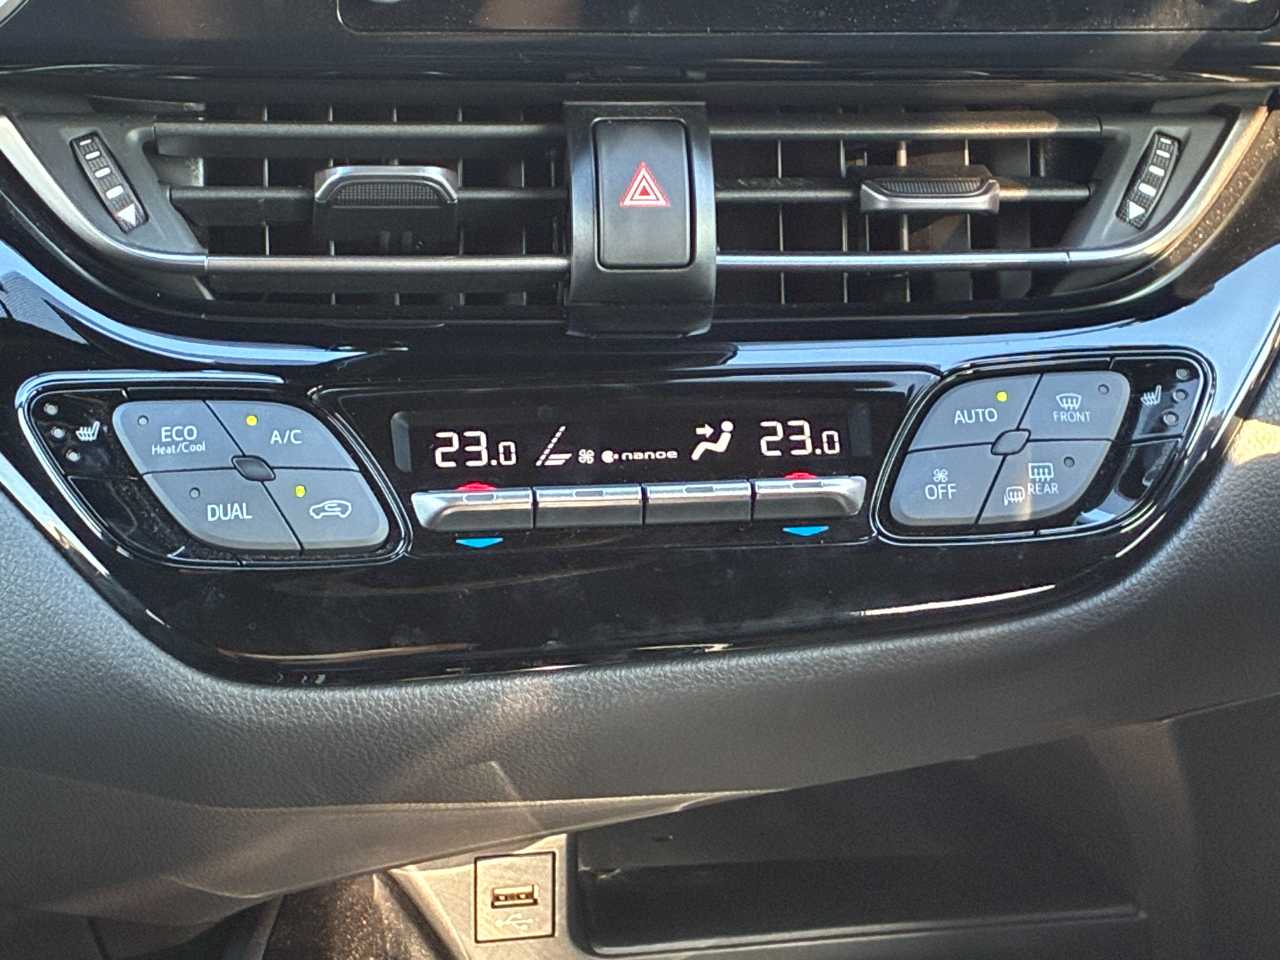 ECO
Heat/Cool
A/C
DUAL
23.0
nanoe
23.0
AUTO
FRONT
OFF
REAR